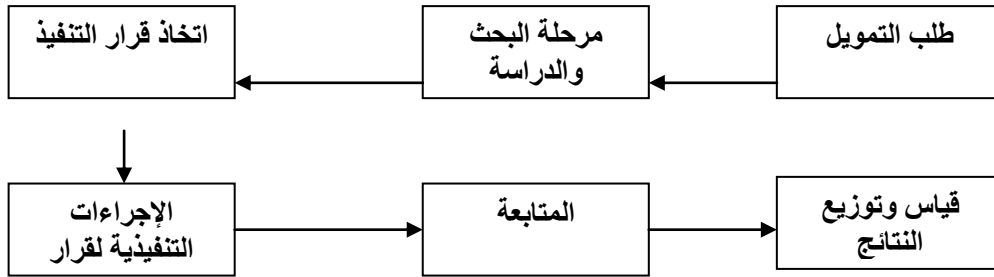 طلب التمويل
مرحلة البحث
والدراسة
اتخاذ قرار التنفيذ
الإجراءات
التنفيذية لقرار
المتابعة
قياس وتوزيع
النتائج